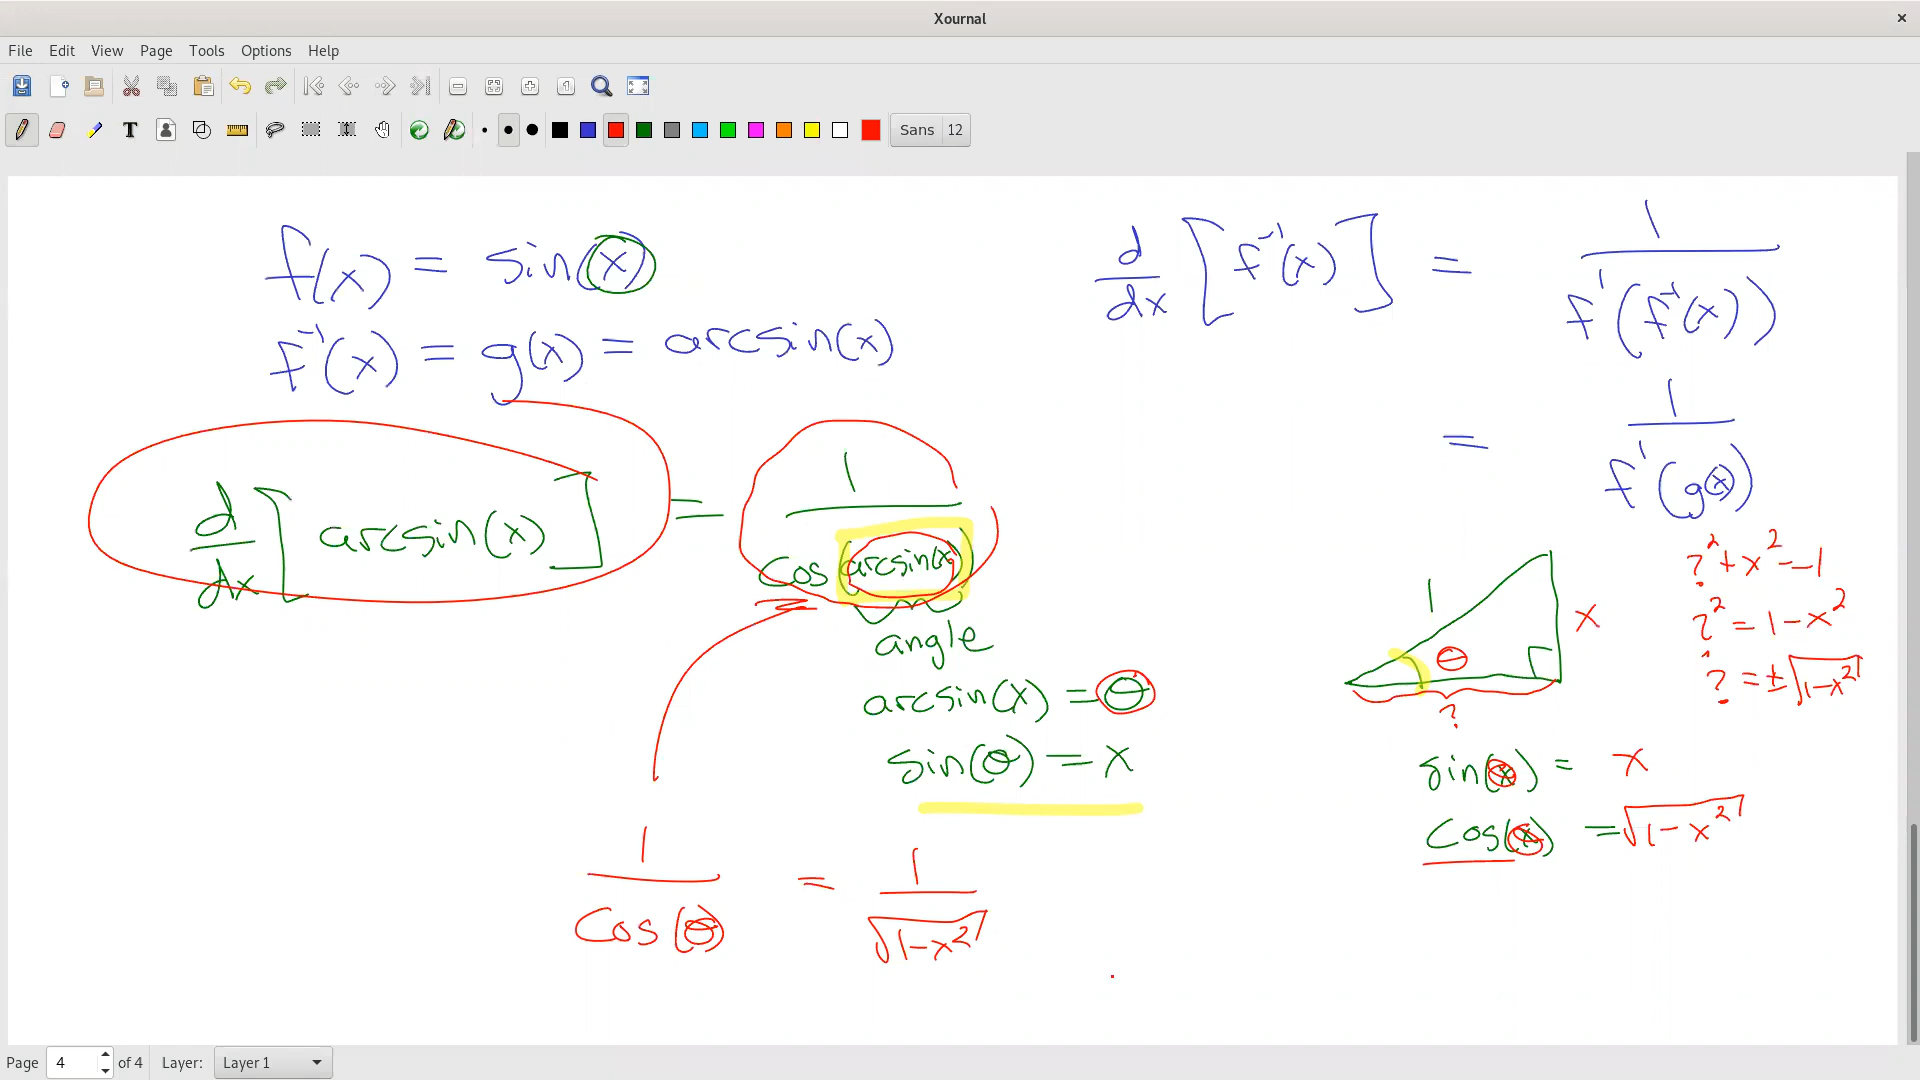 Xournal
File Edit View Page Tools Options Help
Sans 12
f(x) = sin(x)
f⁻¹(x) = g(x) = arcsin(x)
d/dx [arcsin(x)] = 1/cos(arcsin(x))
angle
arcsin(x) = θ
sin(θ) = x
1/cos(θ) = 1/√(1-x²)
d/dx [f⁻¹(x)] = 1/f'(f⁻¹(x))
= 1/f'(g(x))
?² + x² = 1
?² = 1-x²
? = ±√(1-x²)
1
θ
x
?
sin(θ) = x
cos(θ) = √(1-x²)
Page 4 of 4 Layer: Layer 1